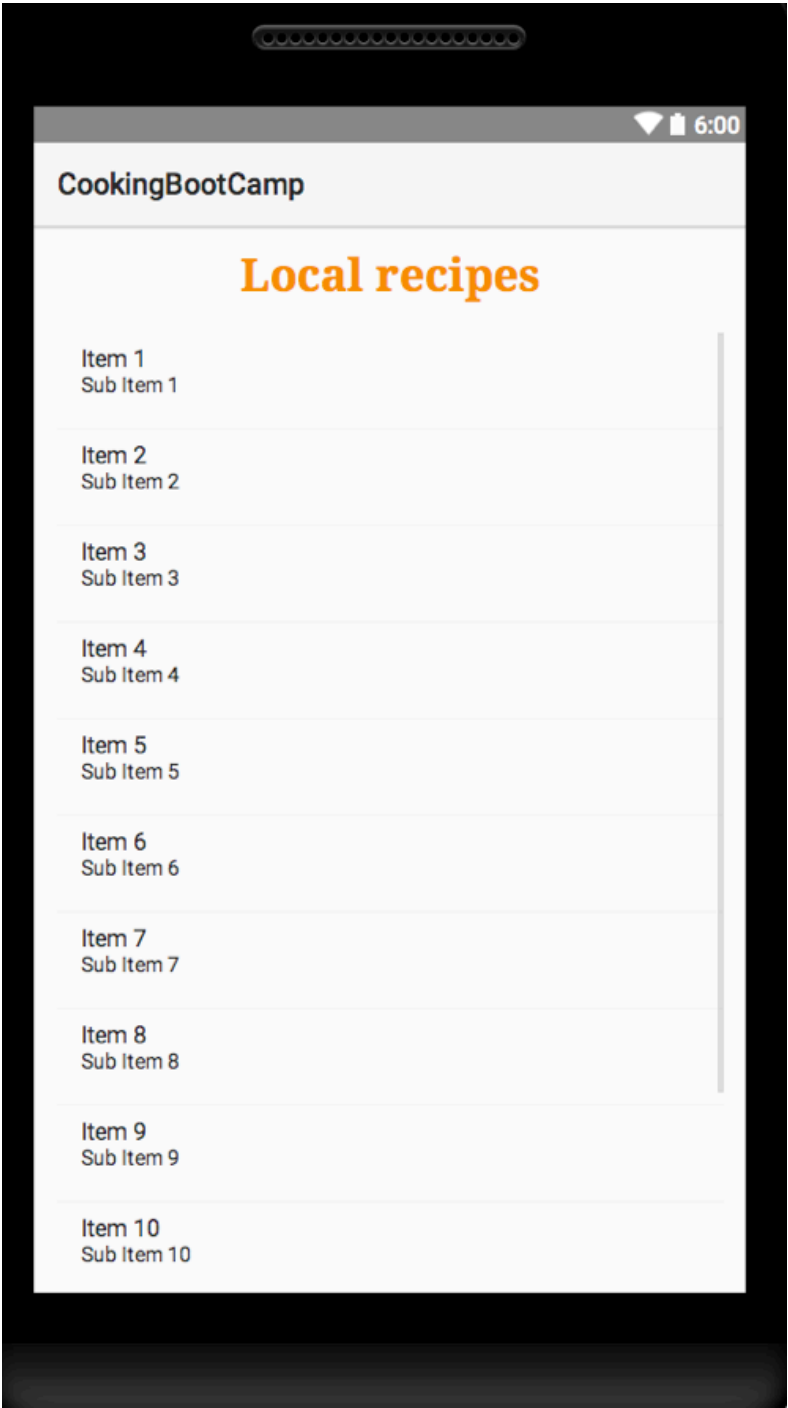 6:00
CookingBootCamp
Local recipes
Item 1
Sub Item 1
Item 2
Sub Item 2
Item 3
Sub Item 3
Item 4
Sub Item 4
Item 5
Sub Item 5
Item 6
Sub Item 6
Item 7
Sub Item 7
Item 8
Sub Item 8
Item 9
Sub Item 9
Item 10
Sub Item 10